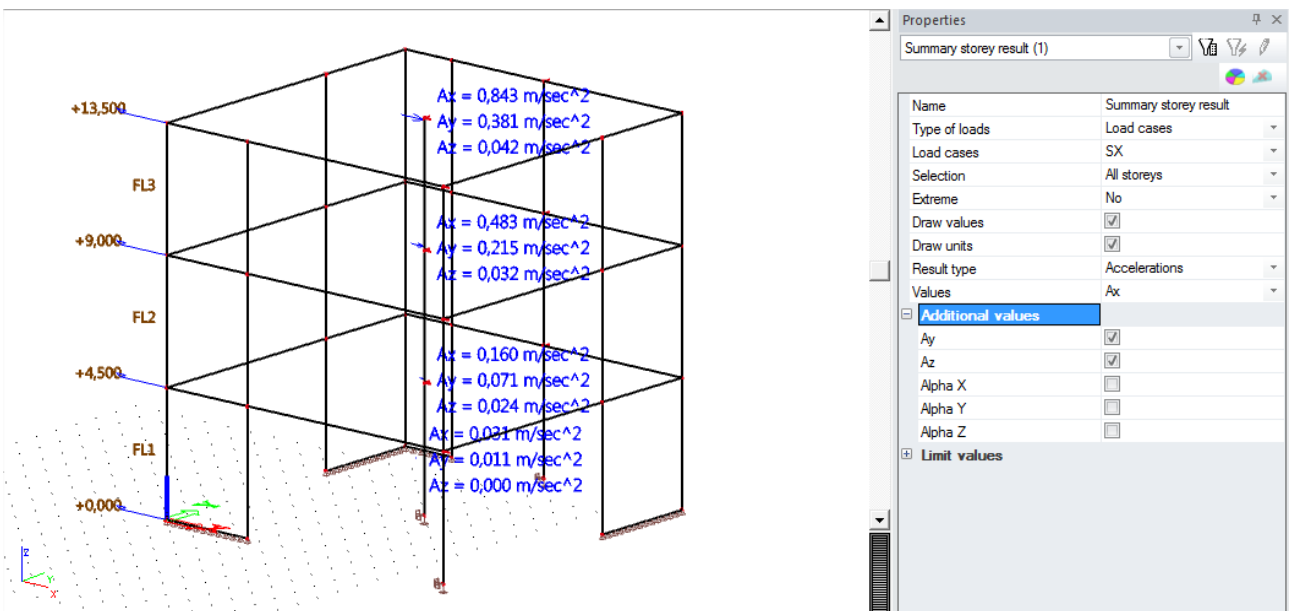 +13,500
FL3
+9,000
FL2
+4,500
FL1
+0,000
Ax = 0,843 m/sec^2
Ay = 0,381 m/sec^2
Az = 0,042 m/sec^2
Ax = 0,483 m/sec^2
Ay = 0,215 m/sec^2
Az = 0,032 m/sec^2
Ax = 0,160 m/sec^2
Ay = 0,071 m/sec^2
Az = 0,024 m/sec^2
Ax = 0,031 m/sec^2
Ay = 0,011 m/sec^2
Az = 0,000 m/sec^2
z
Y
X
Properties
Summary storey result (1)
Name Summary storey result
Type of loads Load cases
Load cases SX
Selection All storeys
Extreme No
Draw values
Draw units
Result type Accelerations
Values Ax
Additional values
Ay
Az
Alpha X
Alpha Y
Alpha Z
Limit values